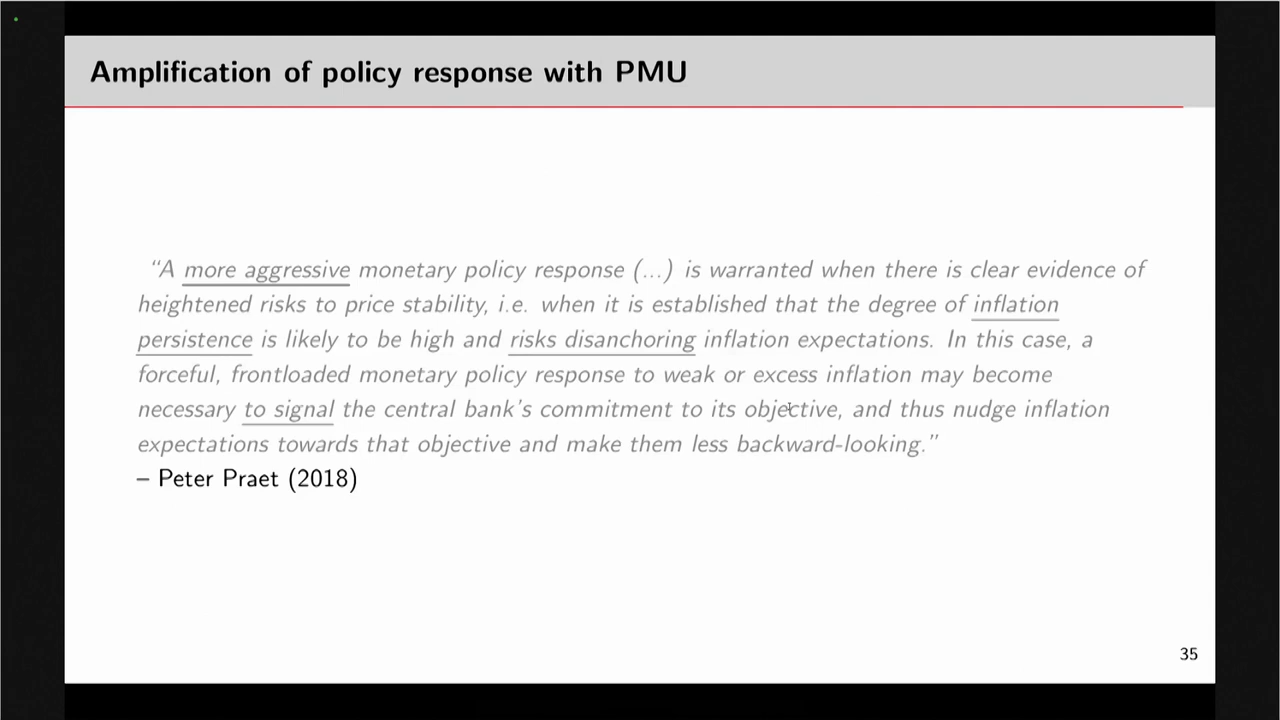 Amplification of policy response with PMU
“A more aggressive monetary policy response (...) is warranted when there is clear evidence of
heightened risks to price stability, i.e. when it is established that the degree of inflation
persistence is likely to be high and risks disanchoring inflation expectations. In this case, a
forceful, frontloaded monetary policy response to weak or excess inflation may become
necessary to signal the central bank’s commitment to its objective, and thus nudge inflation
expectations towards that objective and make them less backward-looking.”
– Peter Praet (2018)
35